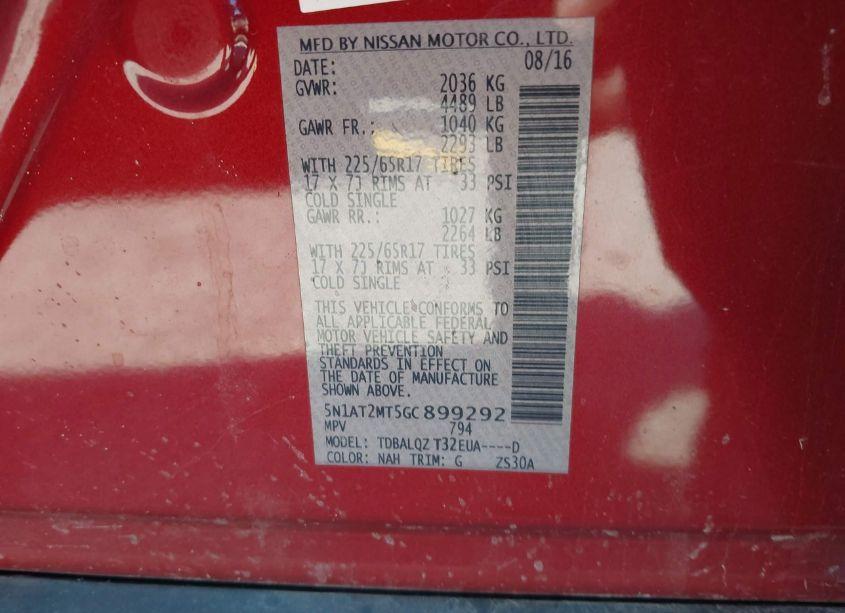 MFD BY NISSAN MOTOR CO., LTD.
DATE: 08/16
GVWR: 2036 KG
4489 LB
GAWR FR.: 1040 KG
2293 LB
WITH 225/65R17 TIRES
17 X 7J RIMS AT 33 PSI
COLD SINGLE
GAWR RR.: 1027 KG
2264 LB
WITH 225/65R17 TIRES
17 X 7J RIMS AT 33 PSI
COLD SINGLE
THIS VEHICLE CONFORMS TO
ALL APPLICABLE FEDERAL
MOTOR VEHICLE SAFETY AND
THEFT PREVENTION
STANDARDS IN EFFECT ON
THE DATE OF MANUFACTURE
SHOWN ABOVE.
5N1AT2MT5GC899292
MPV 794
MODEL: TDBALQZ T32EUA----D
COLOR: NAH TRIM: G ZS30A